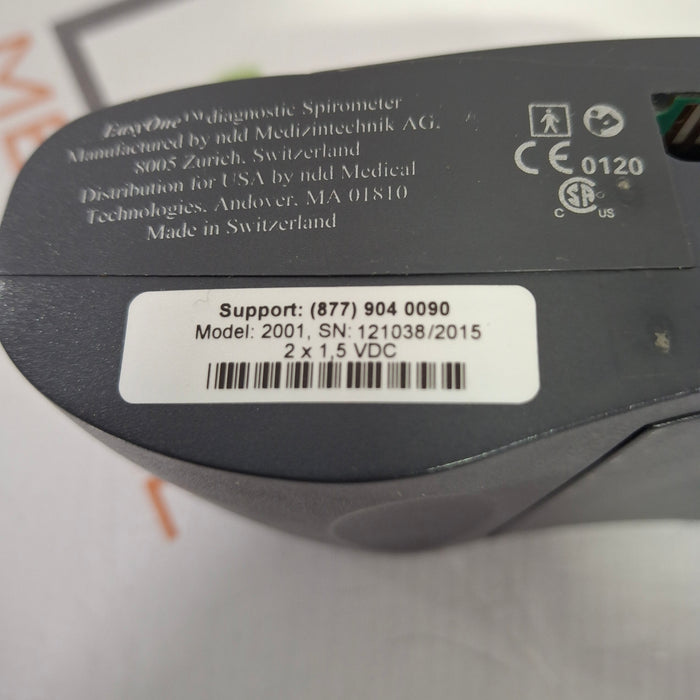 EasyOne™ diagnostic Spirometer
Manufactured by ndd Medizintechnik AG.
8005 Zurich, Switzerland
Distribution for USA by ndd Medical
Technologies, Andover, MA 01810
Made in Switzerland
CE 0120
CSA
C US
Support: (877) 904 0090
Model: 2001, SN: 121038/2015
2 x 1,5 VDC